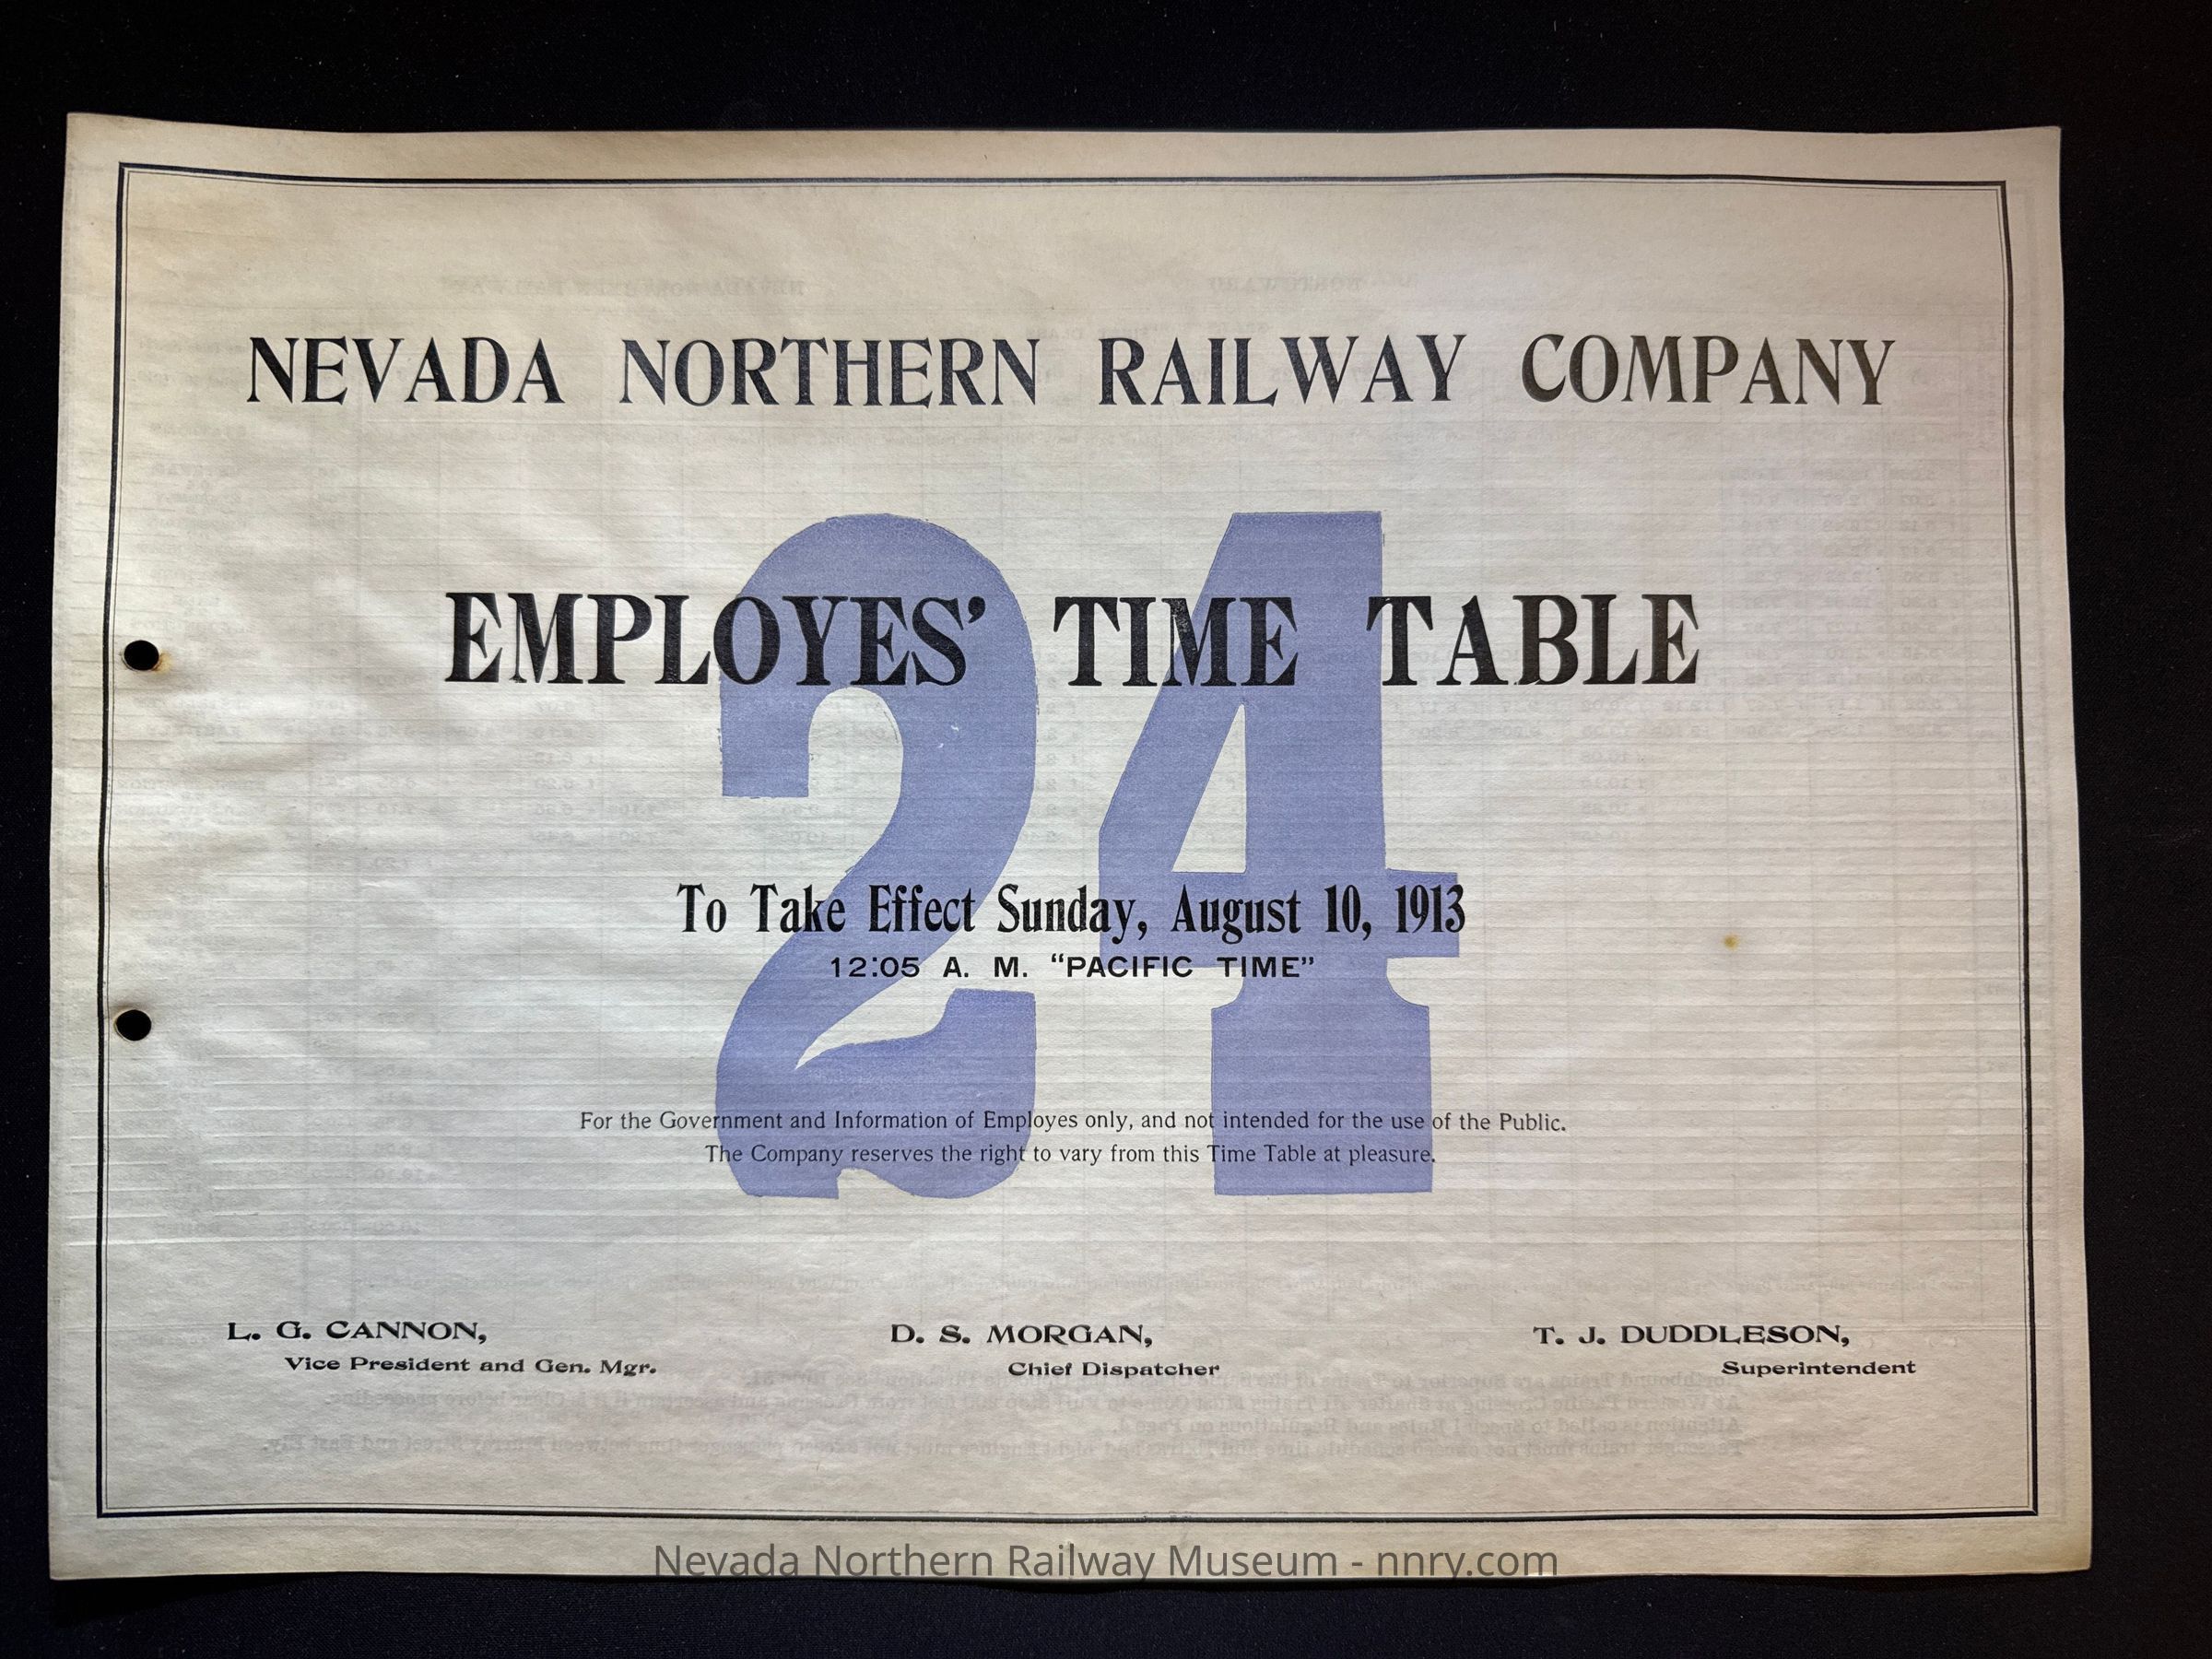 NEVADA NORTHERN RAILWAY COMPANY
24
EMPLOYES' TIME TABLE
To Take Effect Sunday, August 10, 1913
12:05 A. M. “PACIFIC TIME”
For the Government and Information of Employes only, and not intended for the use of the Public.
The Company reserves the right to vary from this Time Table at pleasure.
L. G. CANNON,
Vice President and Gen. Mgr.
D. S. MORGAN,
Chief Dispatcher
T. J. DUDDLESON,
Superintendent
Nevada Northern Railway Museum - nnry.com